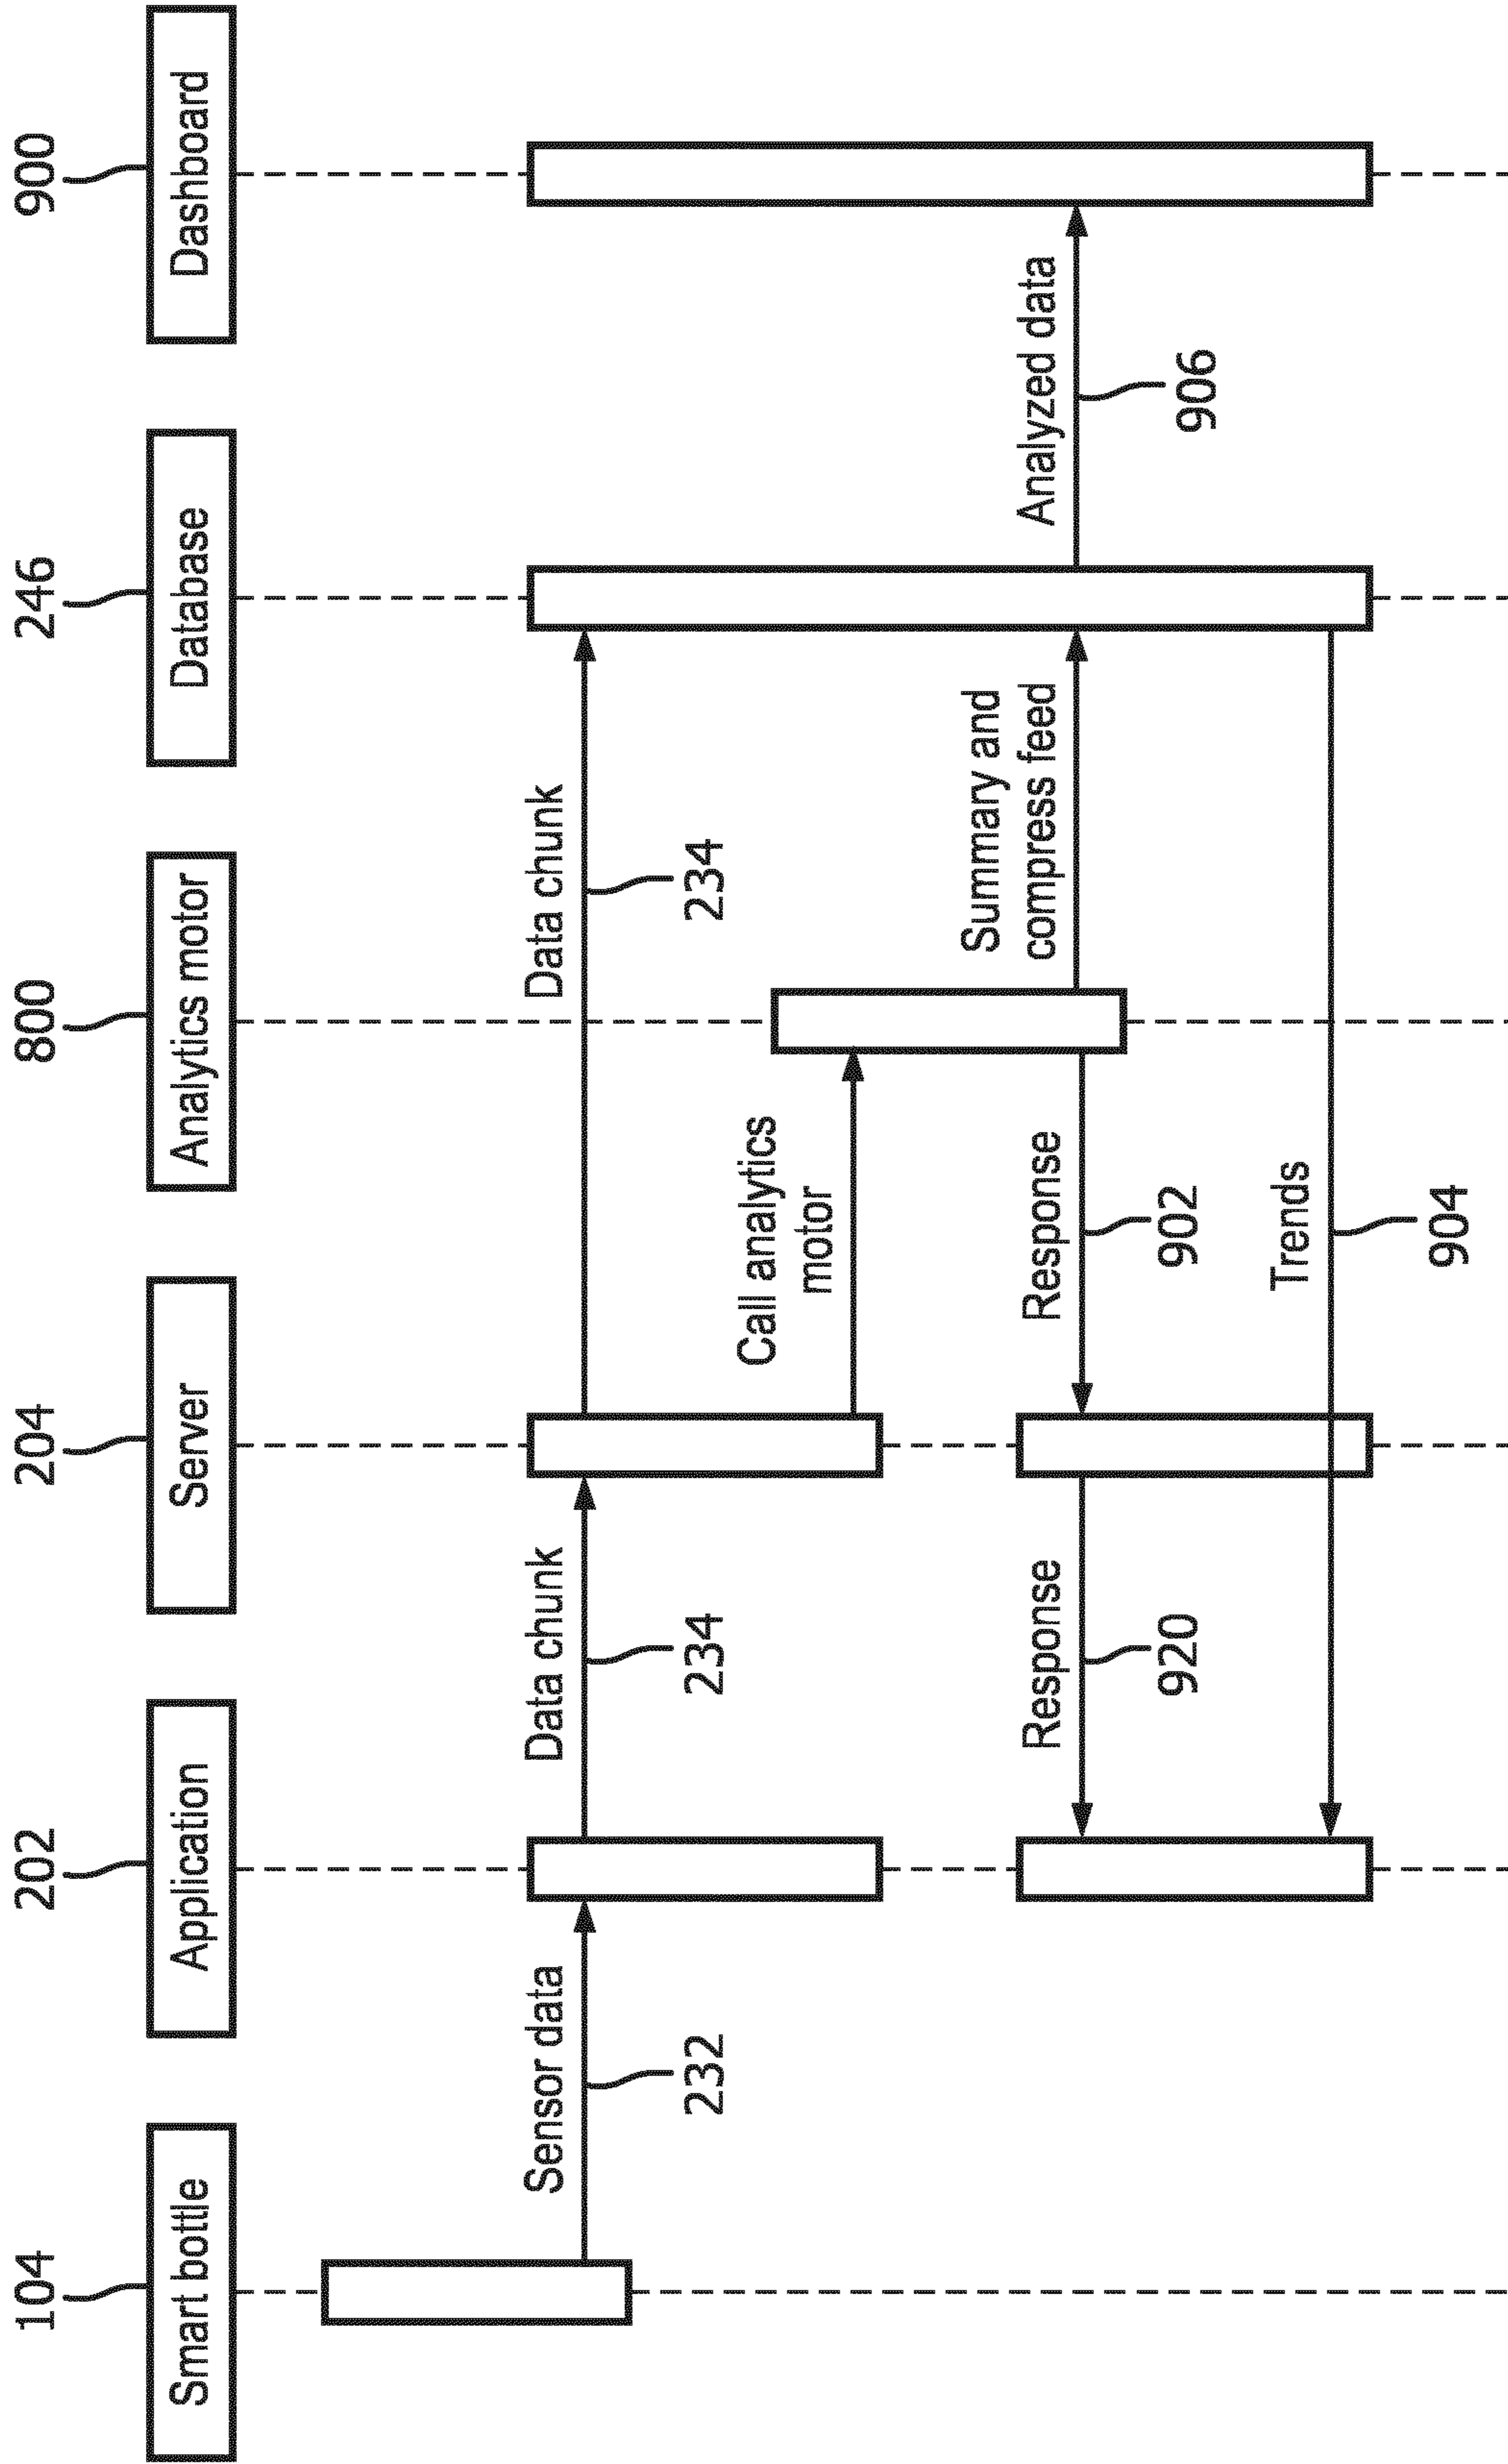 104
202
204
800
246
900
Smart bottle
Application
Server
Analytics motor
Database
Dashboard
Sensor data
232
Data chunk
234
Data chunk
234
Call analytics
motor
Summary and
compress feed
Analyzed data
906
Response
920
Response
902
Trends
904